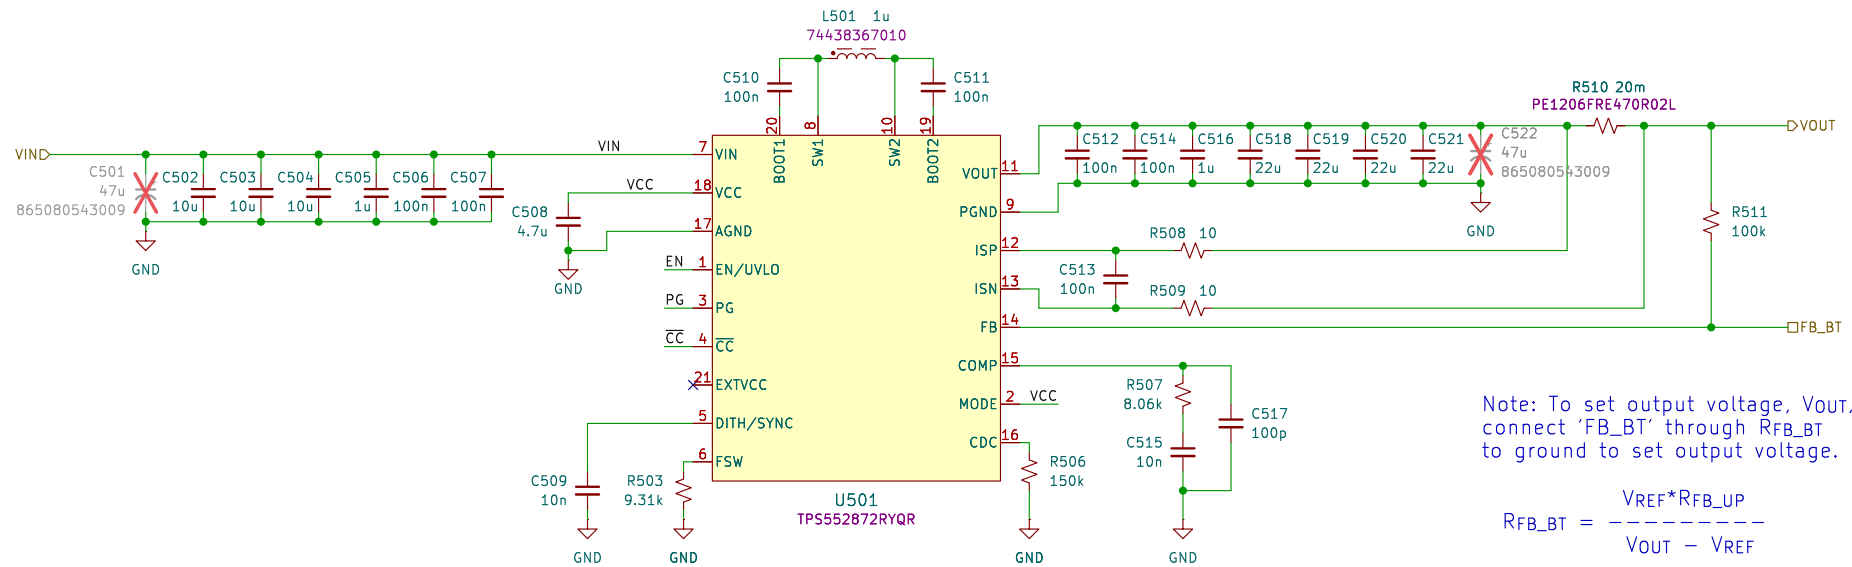 L501 1u
74438367010
C510
100n
C511
100n
R510 20m
PE1206FRE470R02L
20
8
10
19
BOOT1
SW1
SW2
BOOT2
VIN
VIN
7
VIN
C501
47u
865080543009
C502
10u
C503
10u
C504
10u
C505
1u
C506
100n
C507
100n
GND
VCC
18
VCC
C508
4.7u
17
AGND
GND
EN
1
EN/UVLO
PG
3
PG
CC
4
CC
21
EXTVCC
5
DITH/SYNC
6
FSW
C509
10n
GND
R503
9.31k
GND
U501
TPS552872RYQR
VOUT
11
PGND
9
ISP
12
ISN
13
FB
14
COMP
15
MODE
2
VCC
CDC
16
C512
100n
C514
100n
C516
1u
C518
22u
C519
22u
C520
22u
C521
22u
C522
47u
865080543009
GND
VOUT
R511
100k
R508 10
C513
100n
R509 10
FB_BT
R507
8.06k
C515
10n
C517
100p
GND
R506
150k
GND
Note: To set output voltage, VOUT,
connect 'FB_BT' through RFB_BT
to ground to set output voltage.
VREF*RFB_UP
RFB_BT = ---------
VOUT - VREF